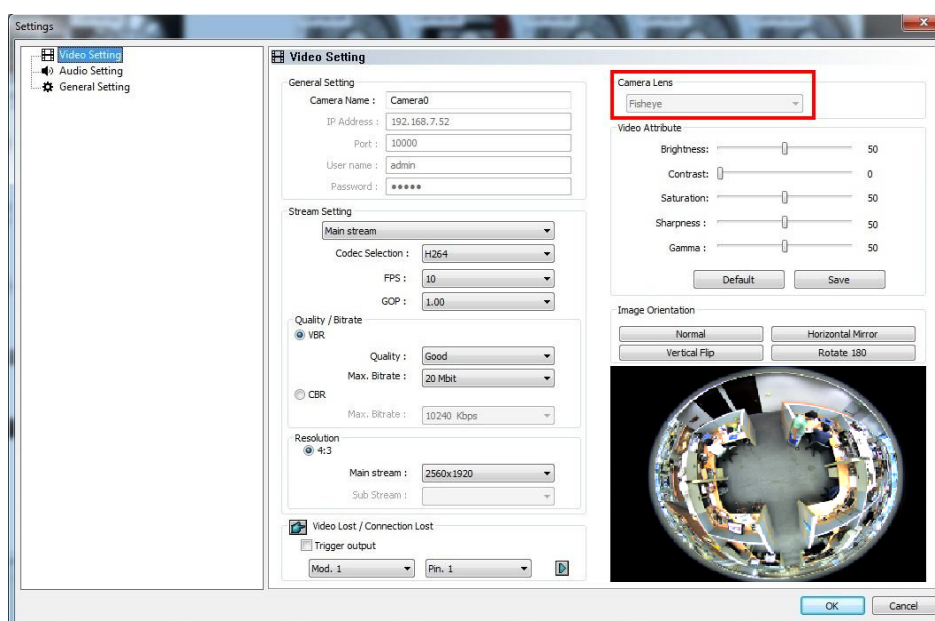 Settings
Video Setting
Audio Setting
General Setting
Video Setting
General Setting
Camera Name : Camera0
IP Address : 192.168.7.52
Port : 10000
User name : admin
Password : •••••
Stream Setting
Main stream
Codec Selection : H264
FPS : 10
GOP : 1.00
Quality / Bitrate
VBR
Quality : Good
Max. Bitrate : 20 Mbit
CBR
Max. Bitrate : 10240 Kbps
Resolution
4:3
Main stream : 2560x1920
Sub Stream :
Video Lost / Connection Lost
Trigger output
Mod. 1 Pin. 1
Camera Lens
Fisheye
Video Attribute
Brightness: 50
Contrast: 0
Saturation: 50
Sharpness : 50
Gamma : 50
Default Save
Image Orientation
Normal Horizontal Mirror
Vertical Flip Rotate 180
OK Cancel